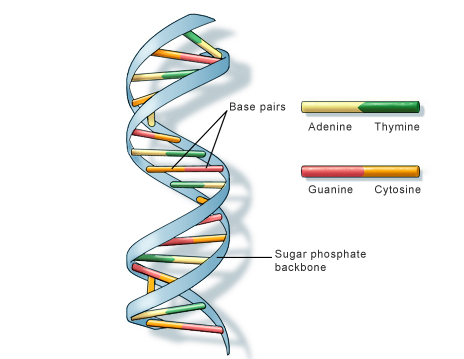 Base pairs
Adenine Thymine
Guanine Cytosine
Sugar phosphate
backbone